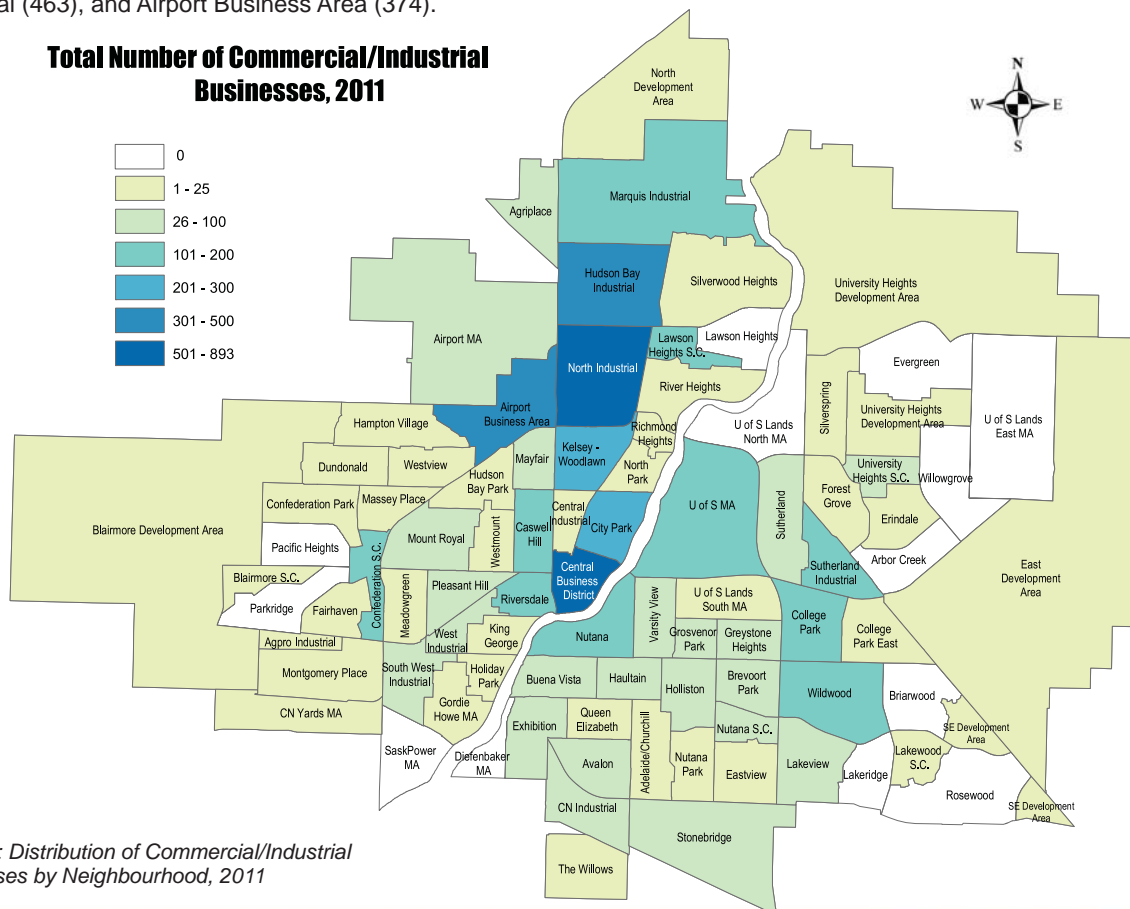 al (463), and Airport Business Area (374).
Total Number of Commercial/Industrial
Businesses, 2011
N
W E
S
0
1 - 25
26 - 100
101 - 200
201 - 300
301 - 500
501 - 893
North
Development
Area
Marquis Industrial
Agriplace
Hudson Bay
Industrial
Silverwood Heights
University Heights
Development Area
Airport MA
Lawson
Heights S.C.
Lawson Heights
North Industrial
River Heights
Evergreen
Airport
Business Area
Hampton Village
Richmond
Heights
U of S Lands
North MA
Silverspring
University Heights
Development Area
U of S Lands
East MA
Dundonald
Westview
Mayfair
Kelsey -
Woodlawn
North
Park
Hudson
Bay Park
University
Heights S.C.
Willowgrove
Confederation Park
Massey Place
Forest
Grove
Erindale
Blairmore Development Area
Mount Royal
Westmount
Caswell
Hill
Central
Industrial
City Park
U of S MA
Sutherland
Pacific Heights
Confederation S.C.
Central
Business
District
Sutherland
Industrial
Arbor Creek
East
Development
Area
Blairmore S.C.
Parkridge
Fairhaven
Meadowgreen
Pleasant Hill
Riversdale
Varsity View
U of S Lands
South MA
College
Park
College
Park East
Agpro Industrial
West
Industrial
King
George
Nutana
Grosvenor
Park
Greystone
Heights
Montgomery Place
South West
Industrial
Holiday
Park
Gordie
Howe MA
Buena Vista
Haultain
Holliston
Brevoort
Park
Wildwood
Briarwood
CN Yards MA
Exhibition
Queen
Elizabeth
Adelaide/Churchill
Nutana S.C.
SE Development
Area
SaskPower
MA
Diefenbaker
MA
Avalon
Nutana
Park
Eastview
Lakeview
Lakeridge
Lakewood
S.C.
Rosewood
CN Industrial
SE Development
Area
Stonebridge
: Distribution of Commercial/Industrial
ses by Neighbourhood, 2011
The Willows